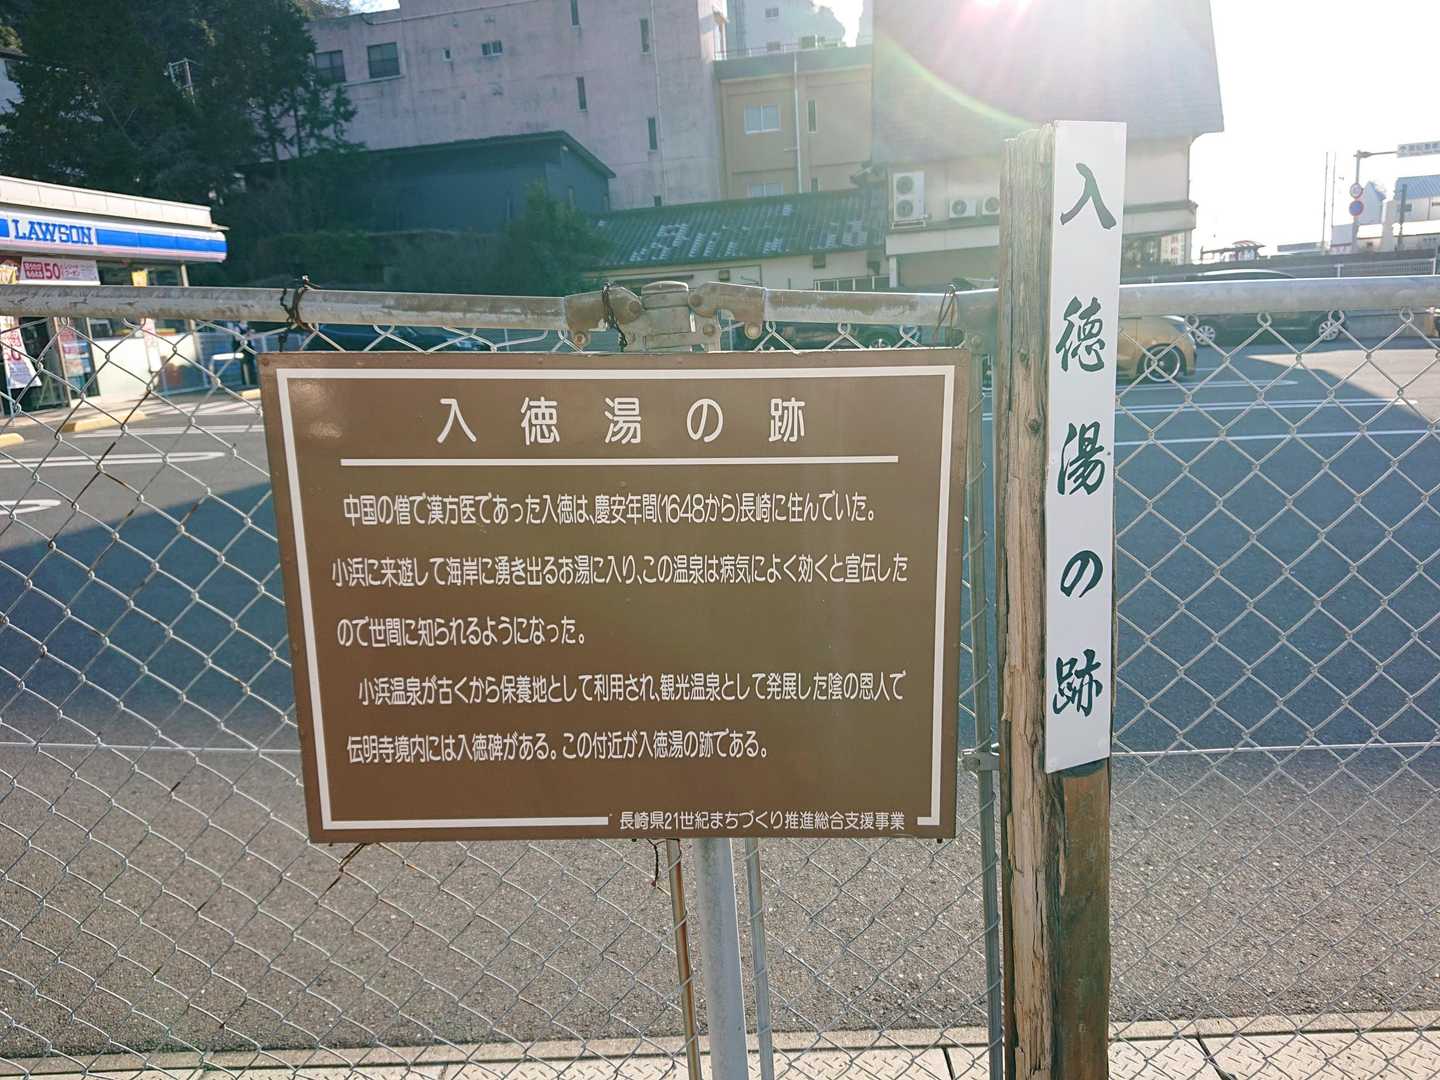 LAWSON
50
入徳湯の跡
中国の僧で漢方医であった入徳は、慶安年間(1648から)長崎に住んでいた。
小浜に来遊して海岸に湧き出るお湯に入り、この温泉は病気によく効くと宣伝した
ので世間に知られるようになった。
小浜温泉が古くから保養地として利用され、観光温泉として発展した陰の恩人で
伝明寺境内には入徳碑がある。この付近が入徳湯の跡である。
長崎県21世紀まちづくり推進総合支援事業
入徳湯の跡